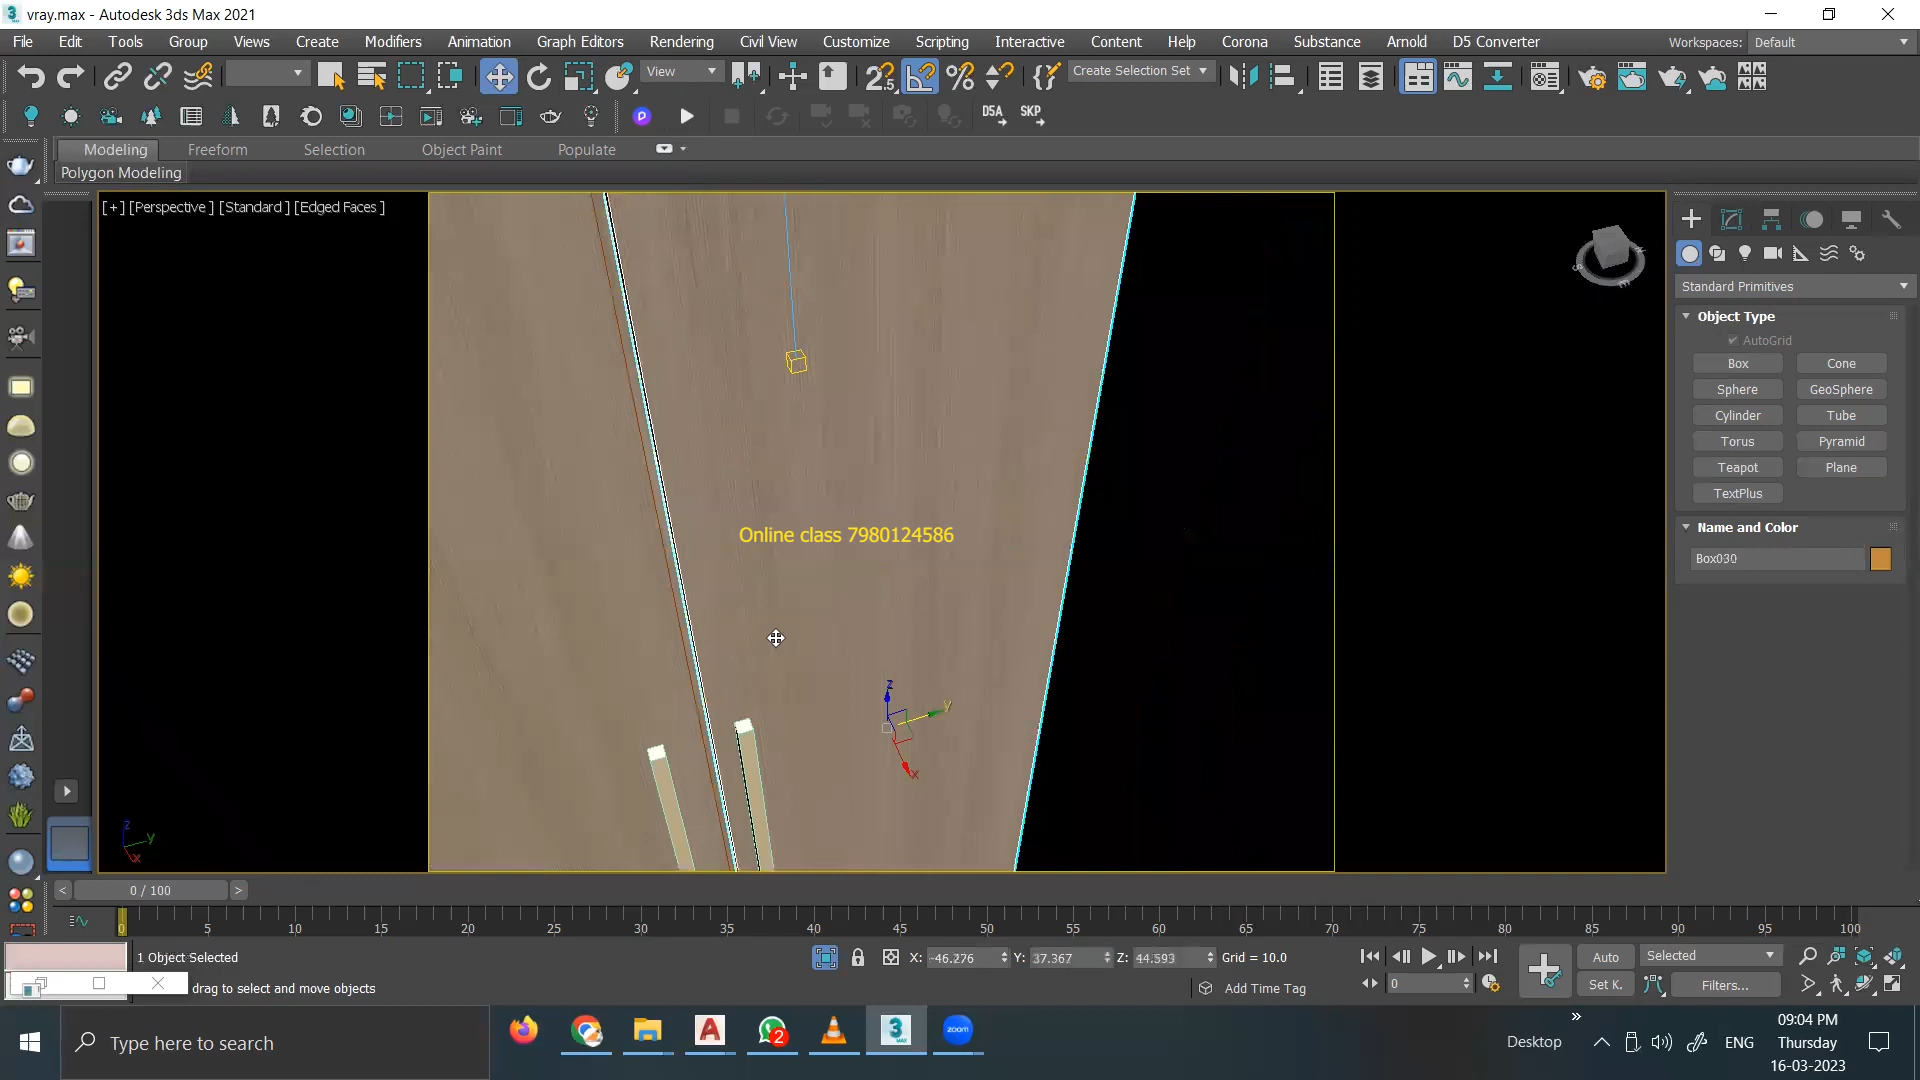 vray.max - Autodesk 3ds Max 2021
File Edit Tools Group Views Create Modifiers Animation Graph Editors Rendering Civil View Customize Scripting Interactive Content Help Corona Substance Arnold D5 Converter Workspaces: Default
View Create Selection Set
D5A SKP
Modeling Freeform Selection Object Paint Populate
Polygon Modeling
[+] [Perspective ] [Standard ] [Edged Faces ]
Standard Primitives
Object Type
AutoGrid
Box Cone
Sphere GeoSphere
Cylinder Tube
Torus Pyramid
Teapot Plane
TextPlus
Name and Color
Box030
Online class 7980124586
z
y
x
z
y
x
< 0 / 100 >
0 5 10 15 20 25 30 35 40 45 50 55 60 65 70 75 80 85 90 95 100
1 Object Selected X: -46.276 Y: 37.367 Z: 44.593 Grid = 10.0 Auto Selected
drag to select and move objects Add Time Tag 0 Set K. Filters...
Type here to search
2
zoom
Desktop
ENG
09:04 PM
Thursday
16-03-2023